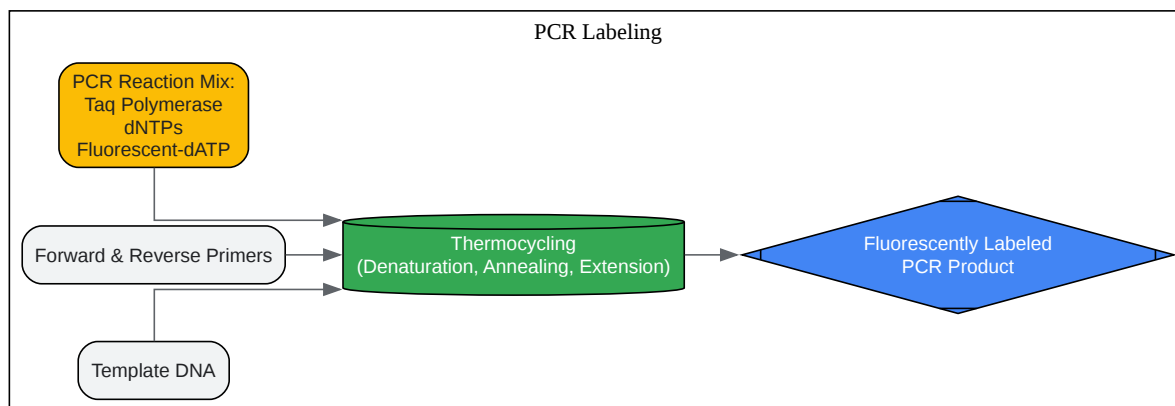 PCR Labeling
PCR Reaction Mix:
Taq Polymerase
dNTPs
Fluorescent-dATP
Forward & Reverse Primers
Template DNA
Thermocycling
(Denaturation, Annealing, Extension)
Fluorescently Labeled
PCR Product